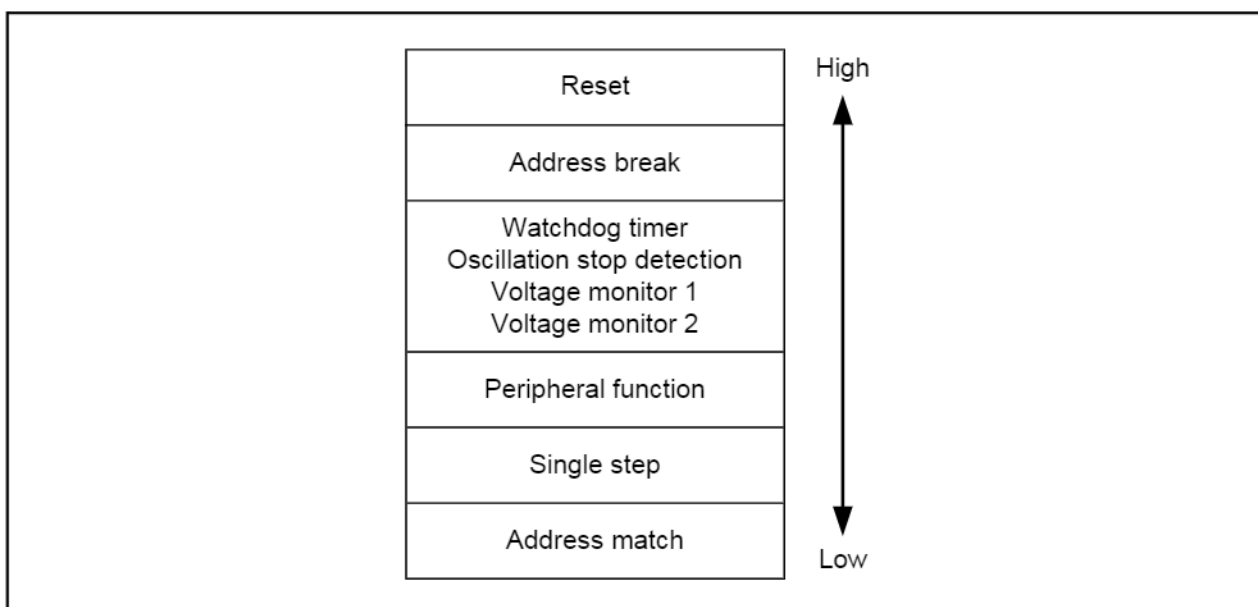 Reset
High
Address break
Watchdog timer
Oscillation stop detection
Voltage monitor 1
Voltage monitor 2
Peripheral function
Single step
Address match
Low